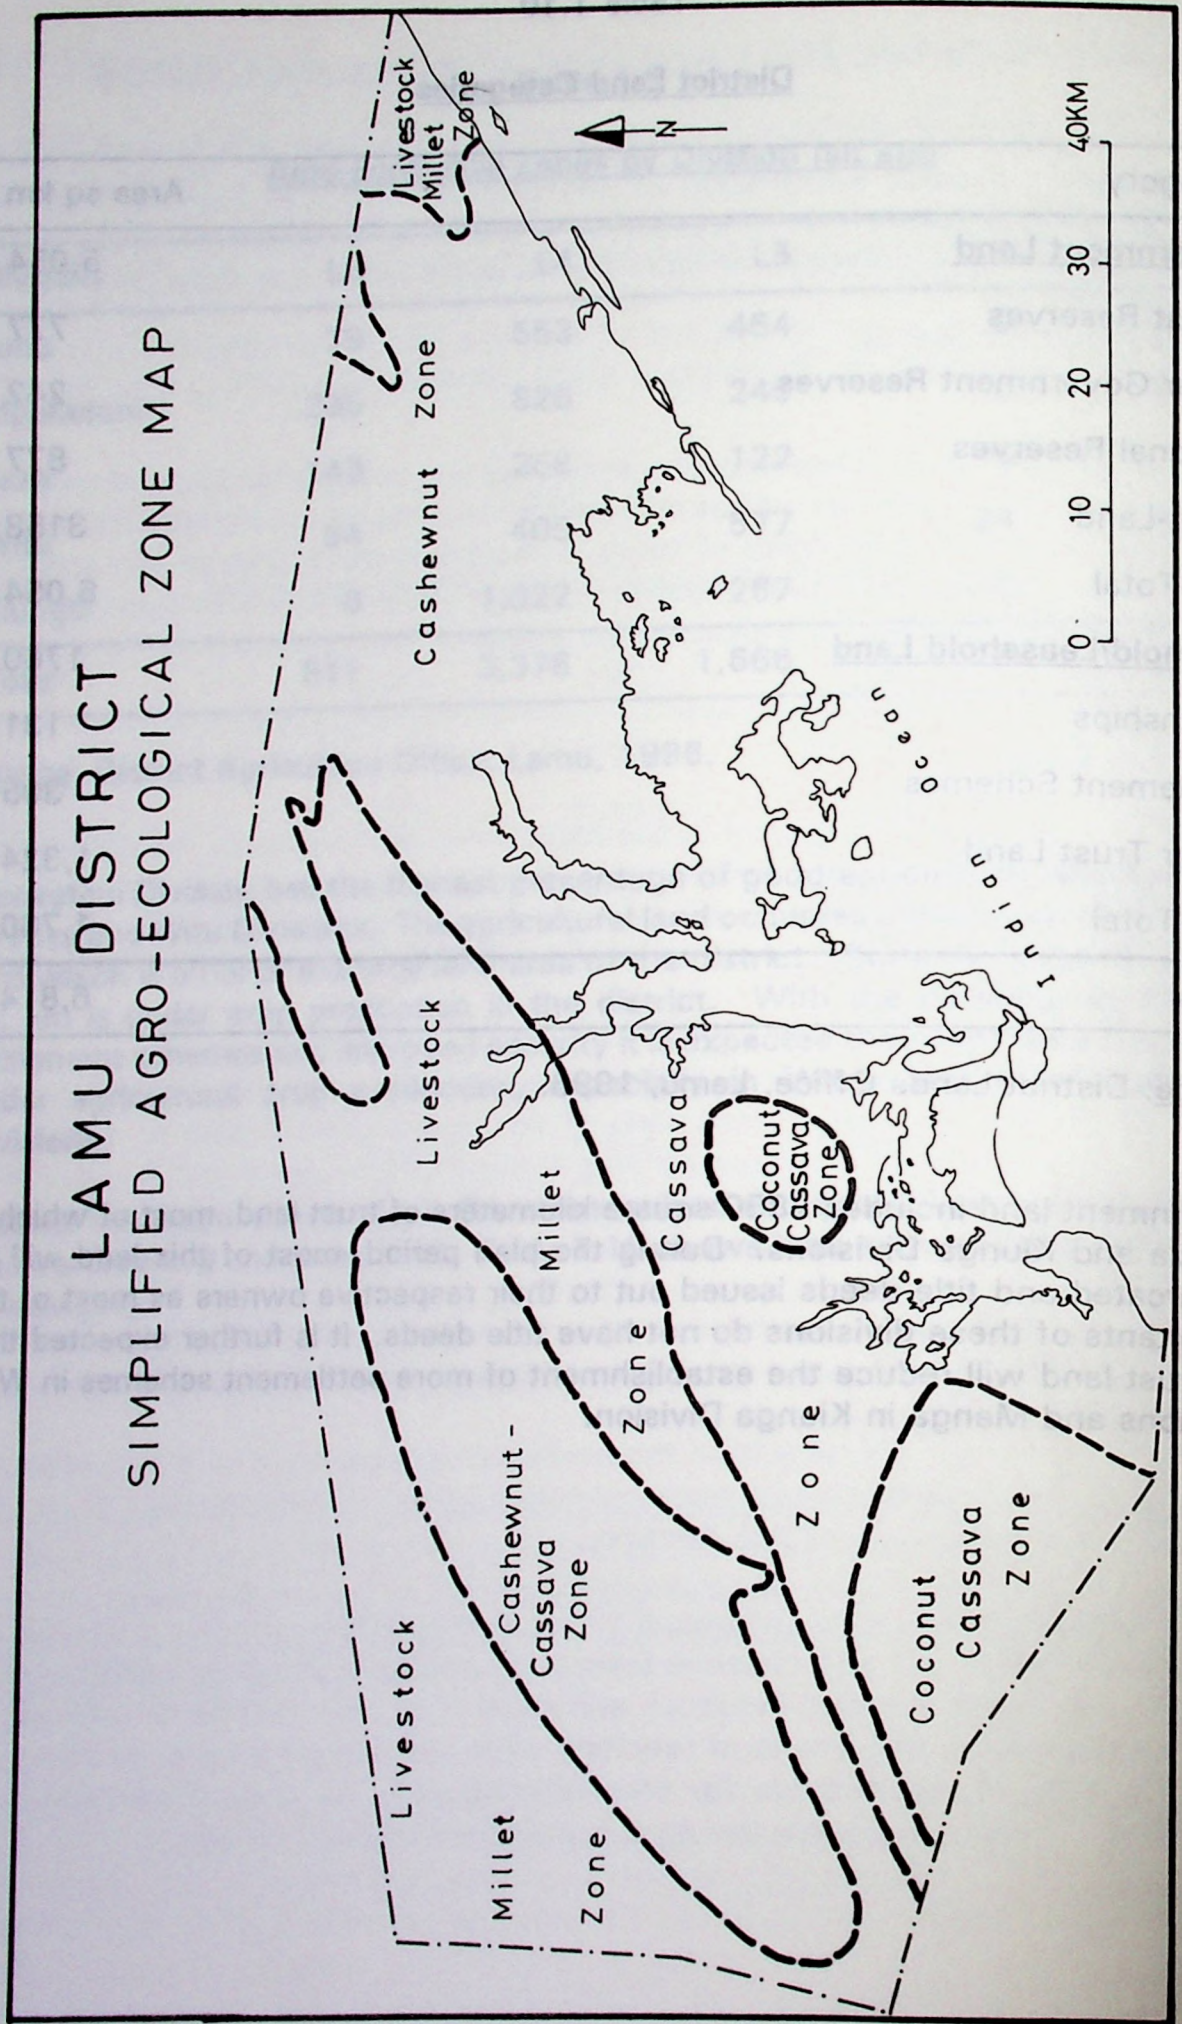 LAMU DISTRICT
SIMPLIFIED AGRO-ECOLOGICAL ZONE MAP
Livestock
Millet
Zone
N
Cashewnut
Zone
Livestock
Millet
Zone
Livestock
Millet
Zone
Cashewnut-
Cassava
Zone
Cassava
Zone
Coconut
Cassava
Zone
Coconut
Cassava
Zone
Indian Ocean
0 10 20 30 40KM